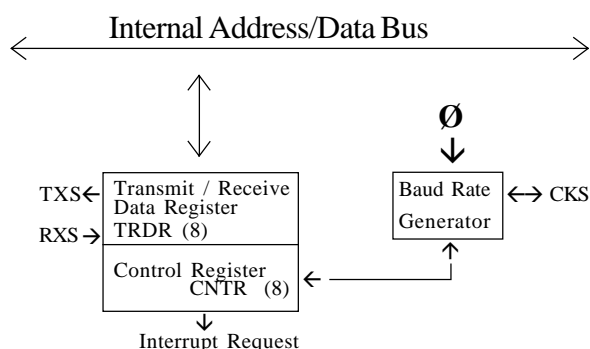 Internal Address/Data Bus
Ø
TXS
Transmit / Receive
Data Register
TRDR (8)
RXS
Baud Rate
Generator
CKS
Control Register
CNTR (8)
Interrupt Request